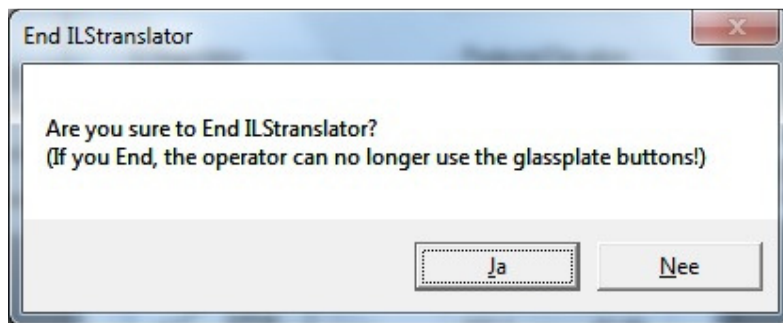 End ILStranslator
Are you sure to End ILStranslator?
(If you End, the operator can no longer use the glassplate buttons!)
Ja
Nee